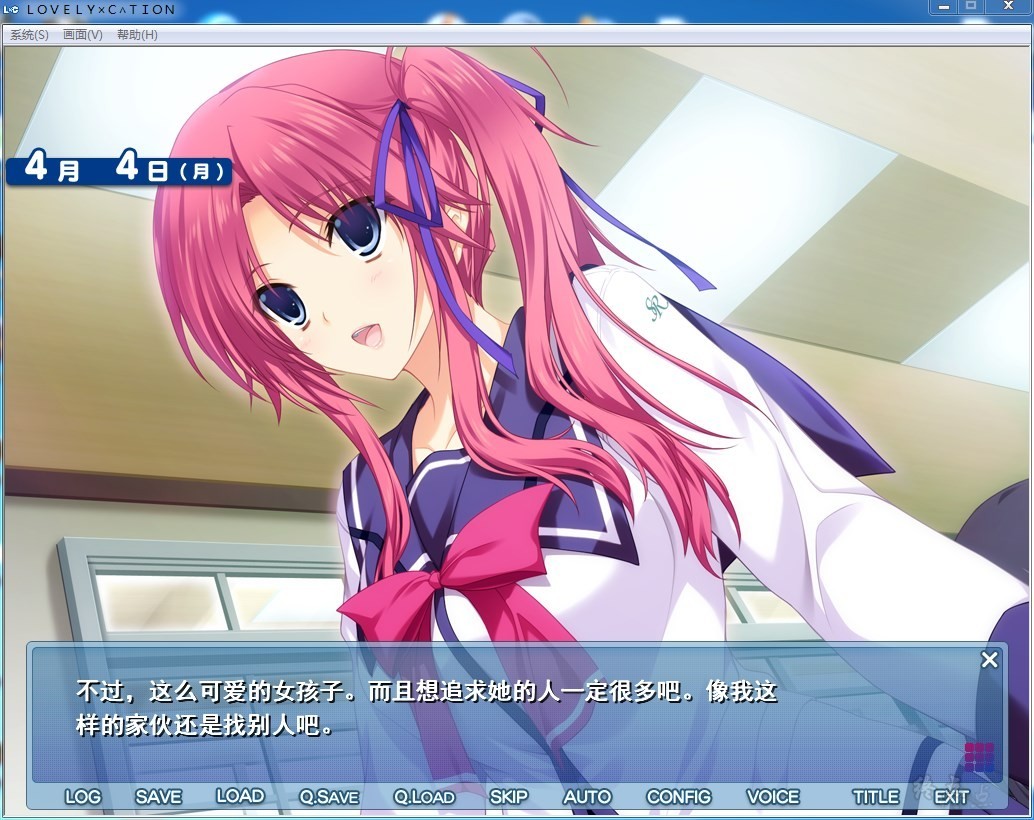 LOVELY×CATION
系统(S) 画面(V) 帮助(H)
4月 4日（月）
不过，这么可爱的女孩子。而且想追求她的人一定很多吧。像我这
样的家伙还是找别人吧。
LOG SAVE LOAD Q.SAVE Q.LOAD SKIP AUTO CONFIG VOICE TITLE EXIT